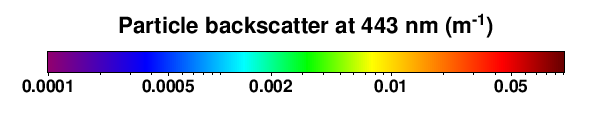 Particle backscatter at 443 nm (m⁻¹)
0.0001 0.0005 0.002 0.01 0.05